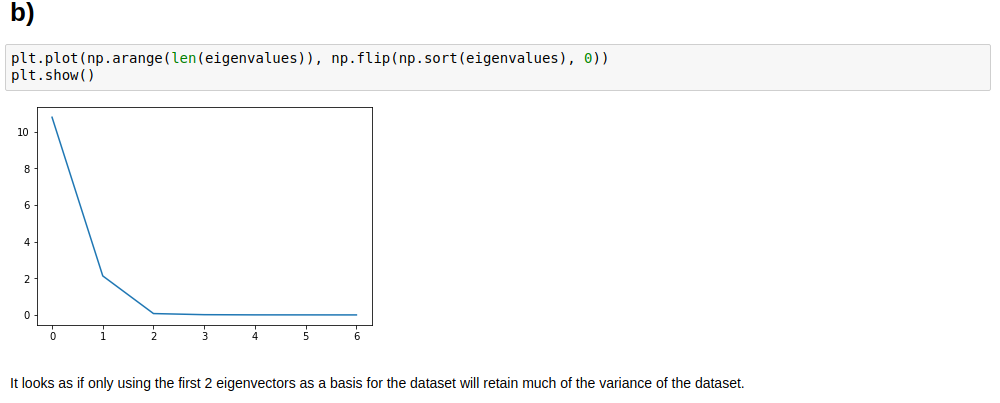 b)
plt.plot(np.arange(len(eigenvalues)), np.flip(np.sort(eigenvalues), 0))
plt.show()
10
8
6
4
2
0
0 1 2 3 4 5 6
It looks as if only using the first 2 eigenvectors as a basis for the dataset will retain much of the variance of the dataset.